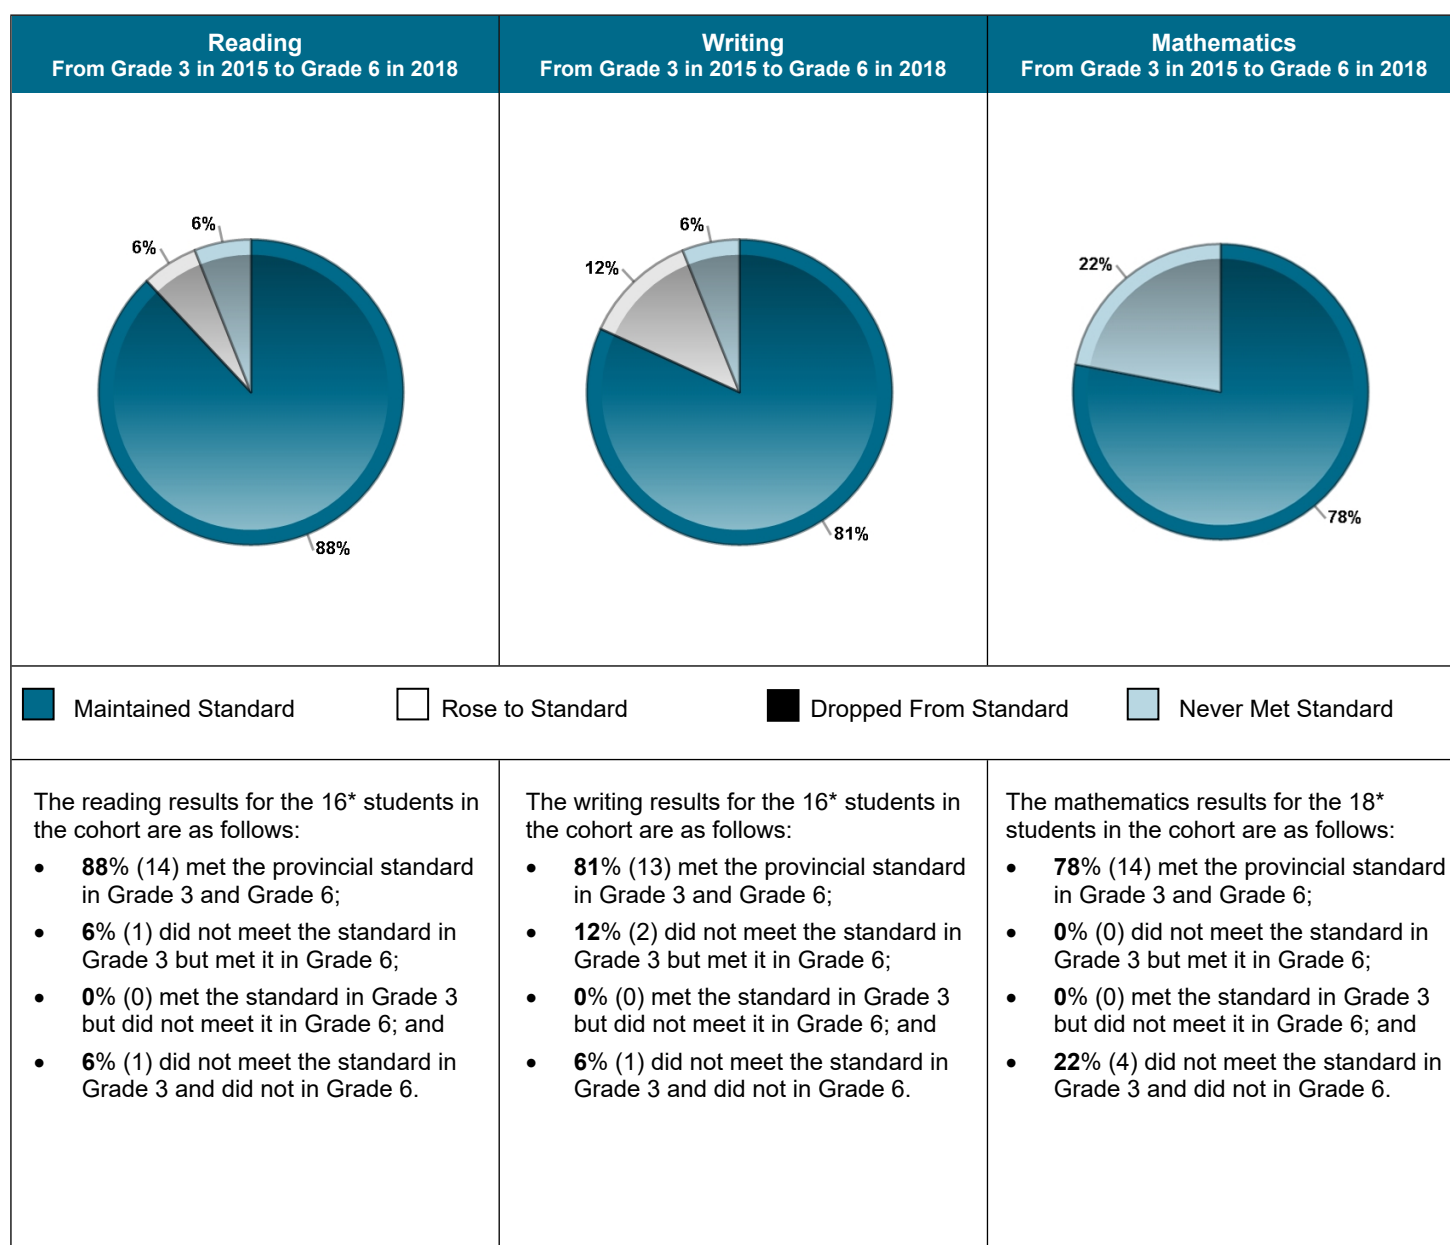 Reading
From Grade 3 in 2015 to Grade 6 in 2018
Writing
From Grade 3 in 2015 to Grade 6 in 2018
Mathematics
From Grade 3 in 2015 to Grade 6 in 2018
6%
6%
88%
6%
12%
81%
22%
78%
Maintained Standard
Rose to Standard
Dropped From Standard
Never Met Standard
The reading results for the 16* students in
the cohort are as follows:
• 88% (14) met the provincial standard
in Grade 3 and Grade 6;
• 6% (1) did not meet the standard in
Grade 3 but met it in Grade 6;
• 0% (0) met the standard in Grade 3
but did not meet it in Grade 6; and
• 6% (1) did not meet the standard in
Grade 3 and did not in Grade 6.
The writing results for the 16* students in
the cohort are as follows:
• 81% (13) met the provincial standard
in Grade 3 and Grade 6;
• 12% (2) did not meet the standard in
Grade 3 but met it in Grade 6;
• 0% (0) met the standard in Grade 3
but did not meet it in Grade 6; and
• 6% (1) did not meet the standard in
Grade 3 and did not in Grade 6.
The mathematics results for the 18*
students in the cohort are as follows:
• 78% (14) met the provincial standard
in Grade 3 and Grade 6;
• 0% (0) did not meet the standard in
Grade 3 but met it in Grade 6;
• 0% (0) met the standard in Grade 3
but did not meet it in Grade 6; and
• 22% (4) did not meet the standard in
Grade 3 and did not in Grade 6.